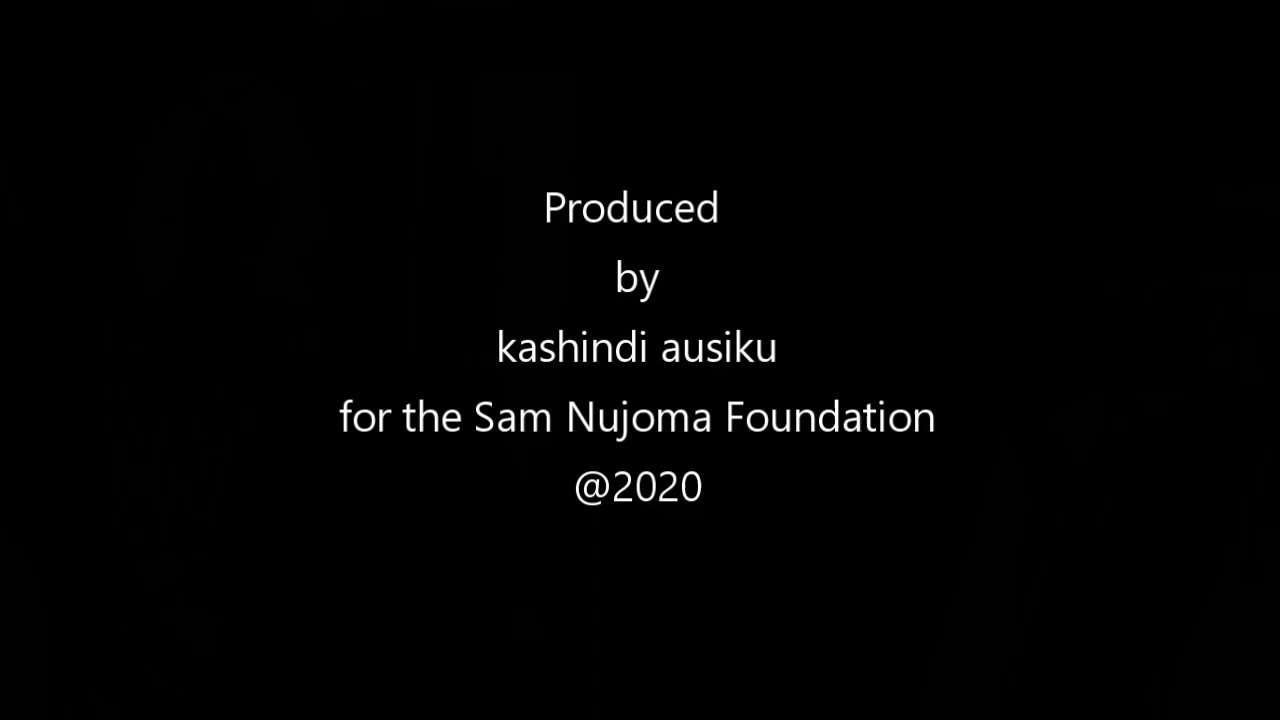 Produced
by
kashindi ausiku
for the Sam Nujoma Foundation
@2020